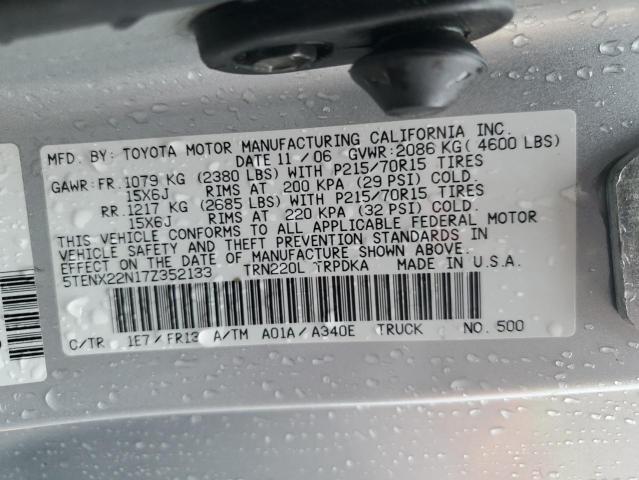 MFD. BY: TOYOTA MOTOR MANUFACTURING CALIFORNIA INC.
DATE 11 / 06 GVWR: 2086 KG( 4600 LBS)
GAWR: FR. 1079 KG (2380 LBS) WITH P215/70R15 TIRES
15X6J RIMS AT 200 KPA (29 PSI) COLD.
RR. 1217 KG (2685 LBS) WITH P215/70R15 TIRES
15X6J RIMS AT 220 KPA (32 PSI) COLD.
THIS VEHICLE CONFORMS TO ALL APPLICABLE FEDERAL MOTOR
VEHICLE SAFETY AND THEFT PREVENTION STANDARDS IN
EFFECT ON THE DATE OF MANUFACTURE SHOWN ABOVE.
5TENX22N17Z352133 TRN220L TRPDKA MADE IN U.S.A.
C/TR 1E7 / FR13 A/TM A01A / A340E TRUCK NO. 500